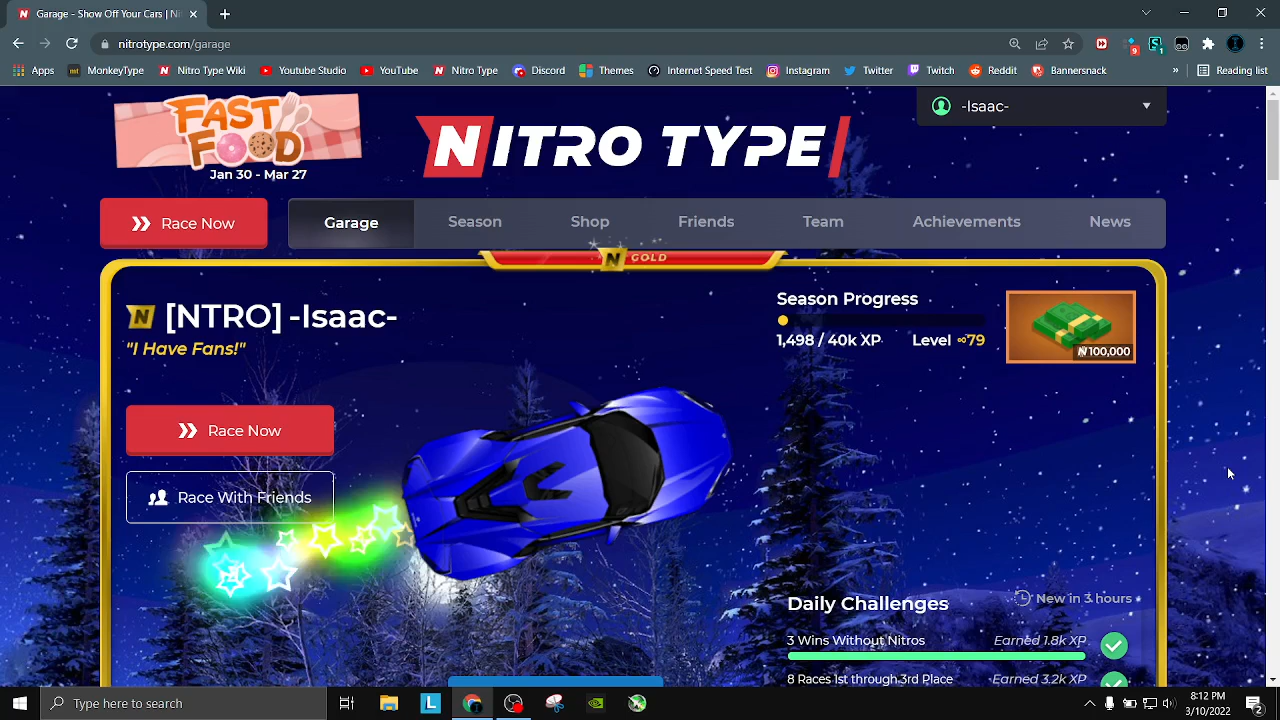 Garage - Show Off Your Cars | Ni
nitrotype.com/garage
9
1
Apps
mt MonkeyType
Nitro Type Wiki
Youtube Studio
YouTube
Nitro Type
Discord
Themes
Internet Speed Test
Instagram
Twitter
Twitch
Reddit
Bannersnack
»
Reading list
FAST
FOOD
Jan 30 - Mar 27
NITRO TYPE
-Isaac-
Race Now
Garage
Season
Shop
Friends
Team
Achievements
News
N GOLD
N [NTRO] -Isaac-
"I Have Fans!"
Season Progress
1,498 / 40k XP
Level ∞79
₦100,000
Race Now
Race With Friends
Daily Challenges
New in 3 hours
3 Wins Without Nitros
Earned 1.8k XP
8 Races 1st through 3rd Place
Earned 3.2k XP
Type here to search
L
8:12 PM
3/10/2022
2